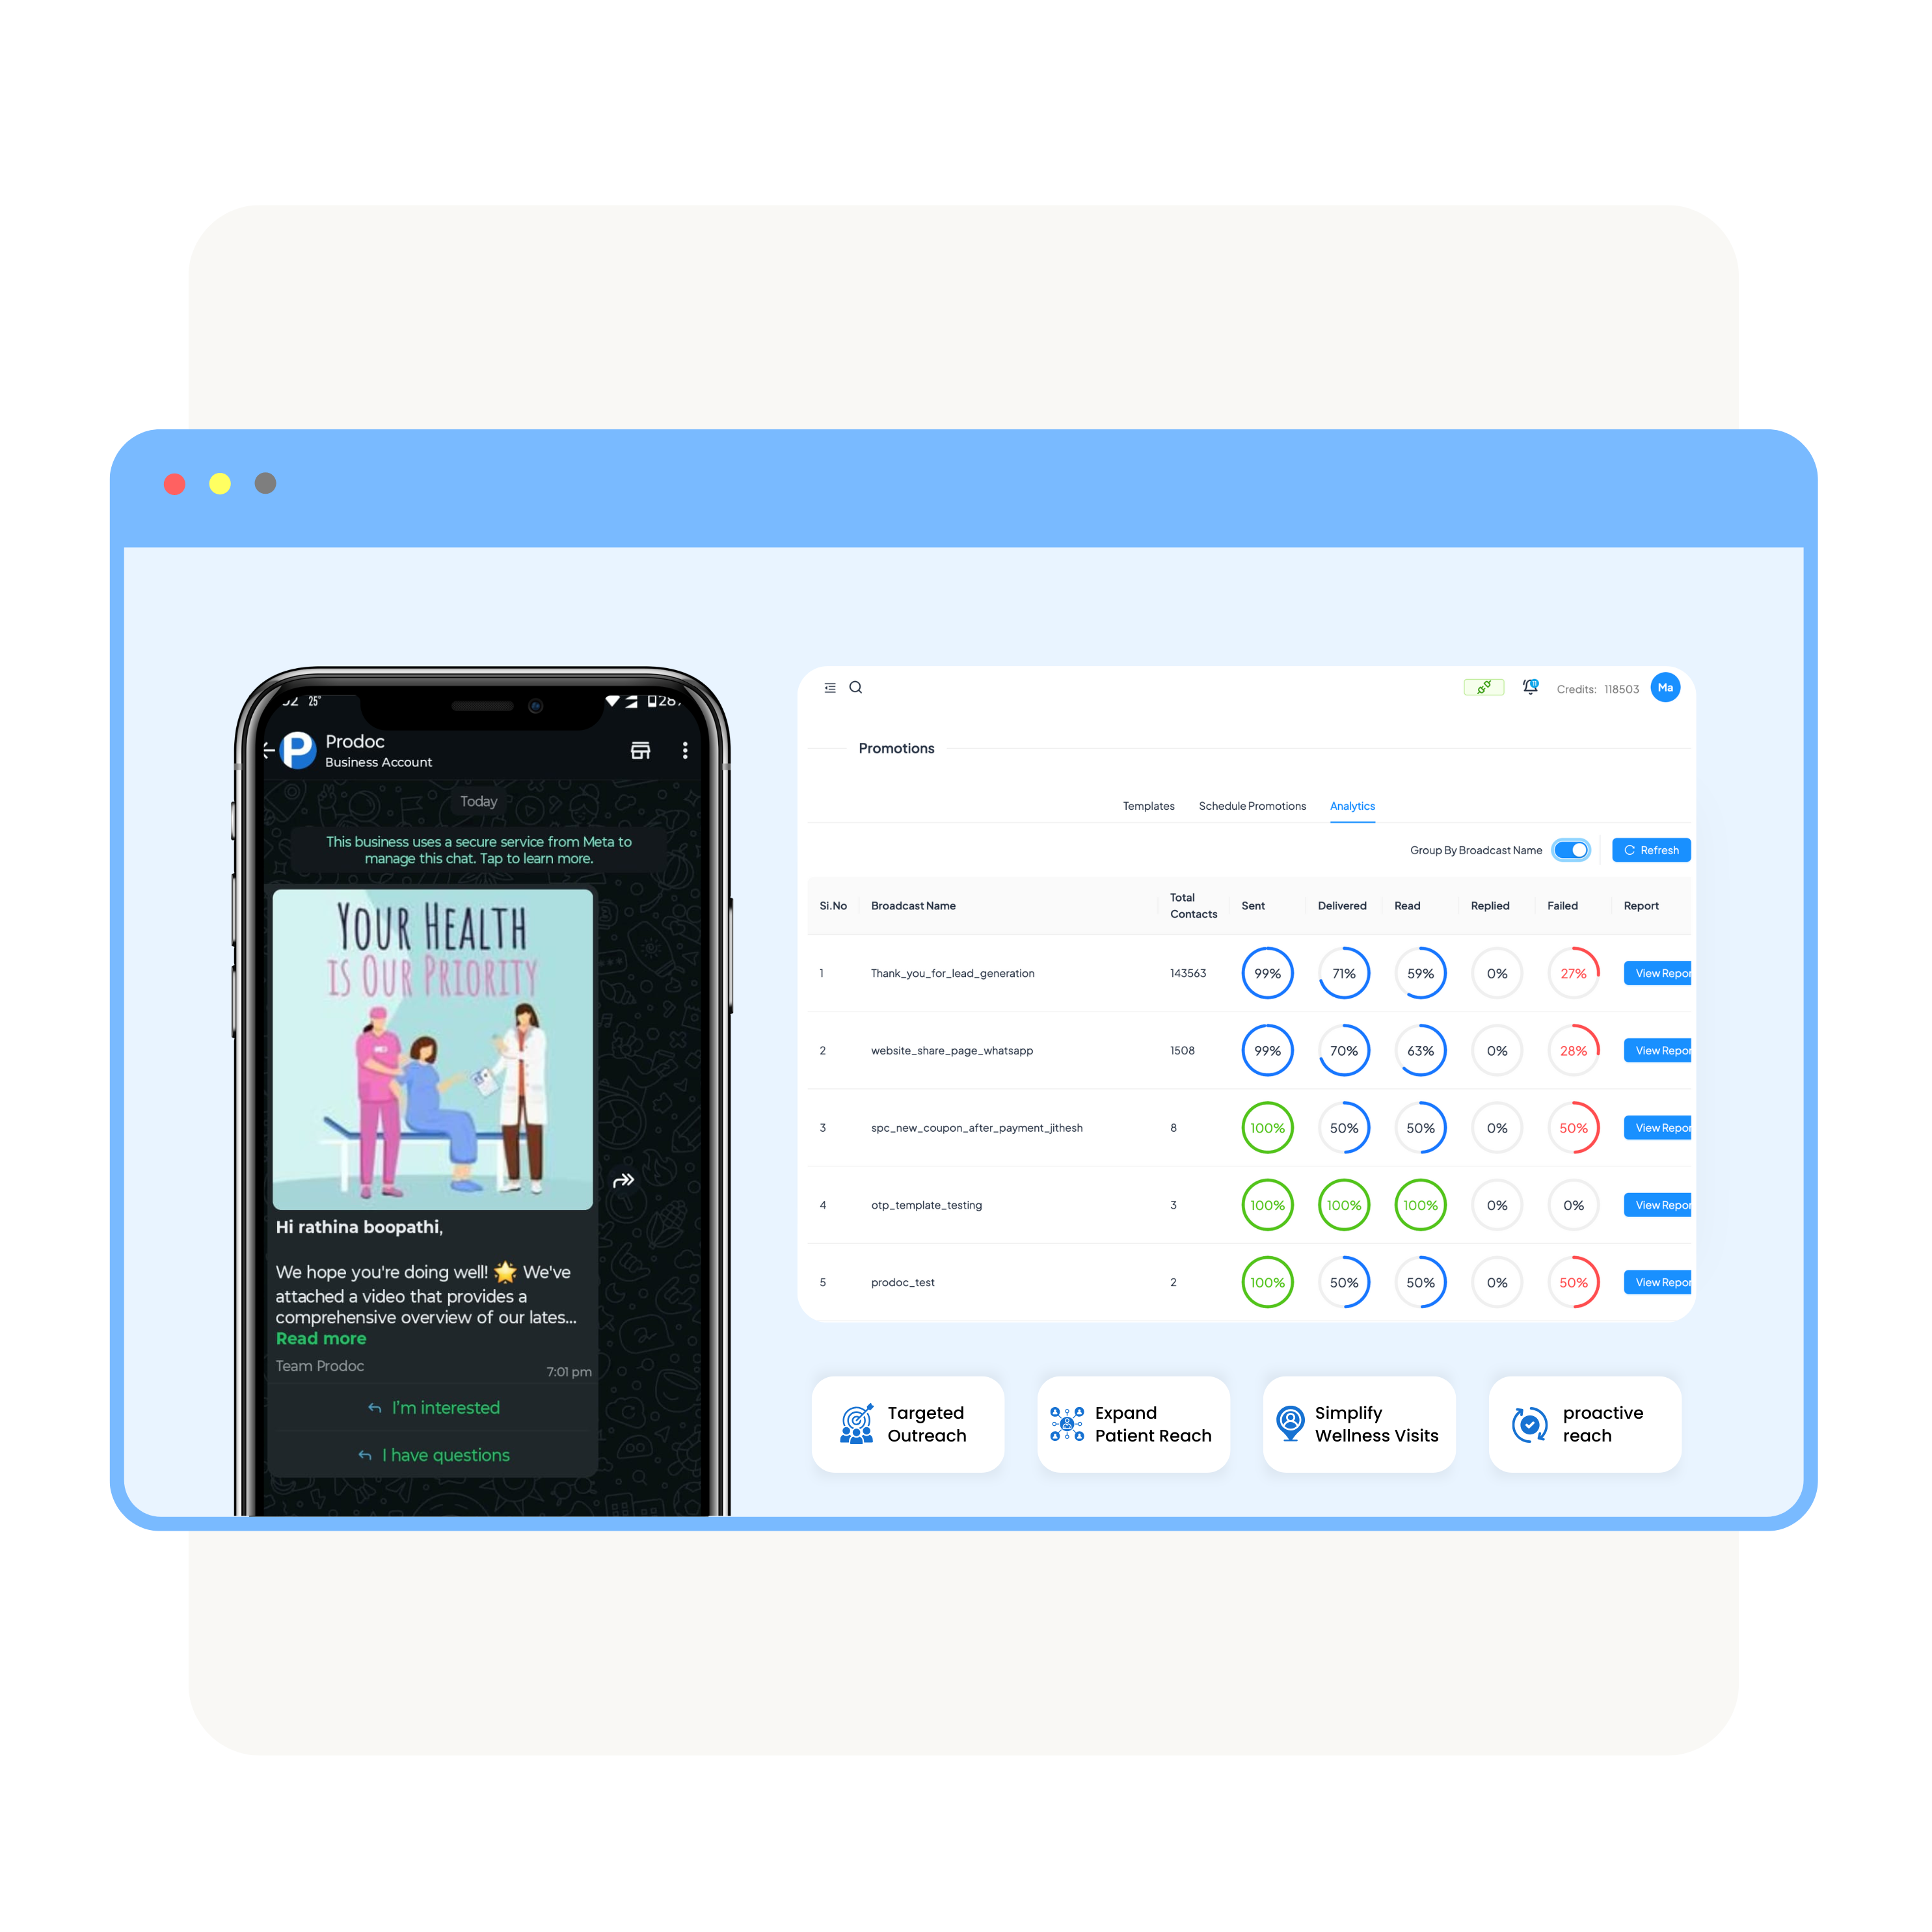 25°
Prodoc
Business Account
Today
This business uses a secure service from Meta to
manage this chat. Tap to learn more.
YOUR HEALTH
IS OUR PRIORITY
Hi rathina boopathi,
We hope you're doing well! 🌟 We've
attached a video that provides a
comprehensive overview of our lates...
Read more
Team Prodoc
7:01 pm
I'm interested
I have questions
Credits: 118503
Ma
Promotions
Templates Schedule Promotions Analytics
Group By Broadcast Name Refresh
Si.No Broadcast Name Total Contacts Sent Delivered Read Replied Failed Report
1 Thank_you_for_lead_generation 143563 99% 71% 59% 0% 27% View Repor
2 website_share_page_whatsapp 1508 99% 70% 63% 0% 28% View Repor
3 spc_new_coupon_after_payment_jithesh 8 100% 50% 50% 0% 50% View Repor
4 otp_template_testing 3 100% 100% 100% 0% 0% View Repor
5 prodoc_test 2 100% 50% 50% 0% 50% View Repor
Targeted
Outreach
Expand
Patient Reach
Simplify
Wellness Visits
proactive
reach